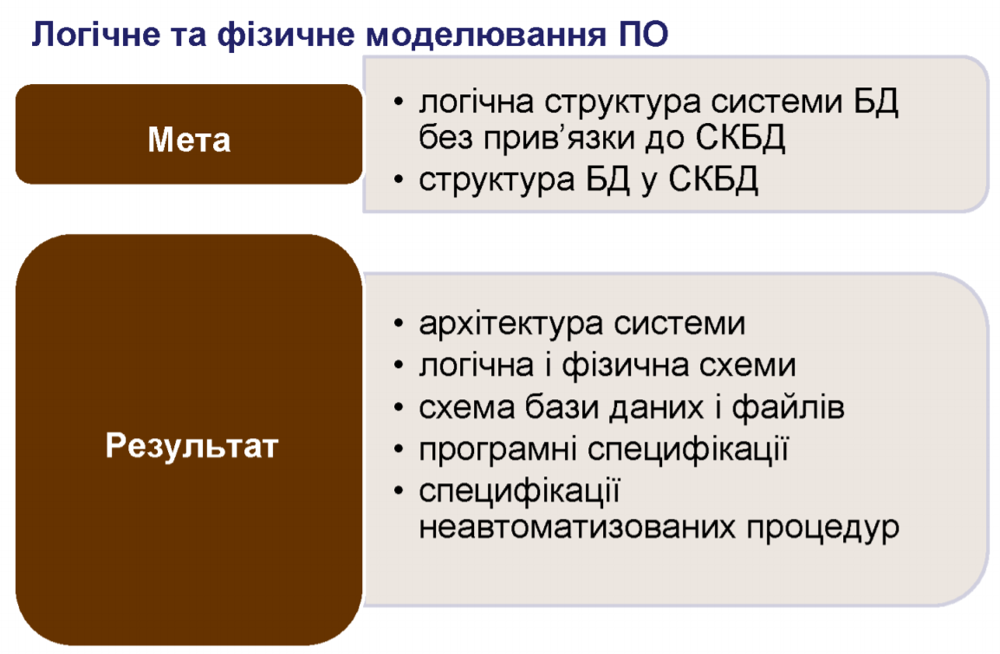 Логічне та фізичне моделювання ПО
Мета
• логічна структура системи БД
без прив’язки до СКБД
• структура БД у СКБД
Результат
• архітектура системи
• логічна і фізична схеми
• схема бази даних і файлів
• програмні специфікації
• специфікації
неавтоматизованих процедур